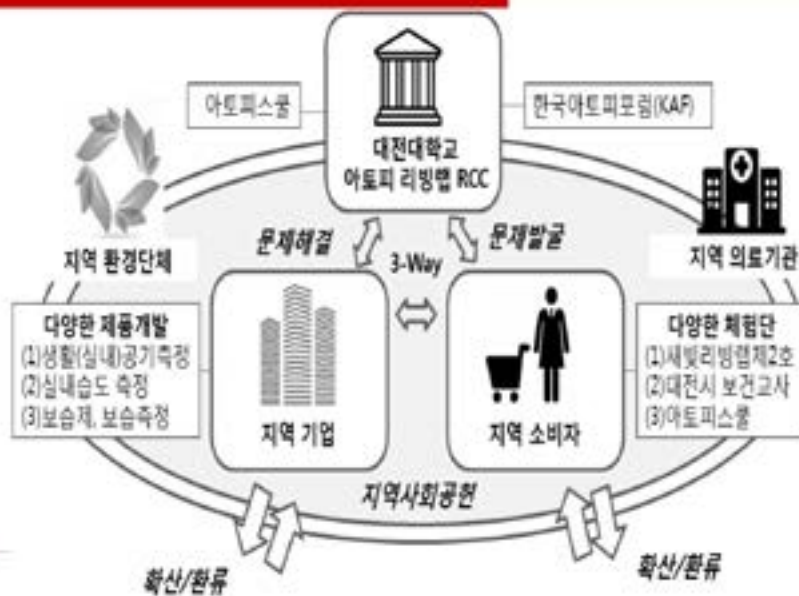 아토피스쿨
한국아토피포럼(KAF)
대전대학교
아토피 리빙랩 RCC
지역 환경단체
지역 의료기관
문제해결
문제발굴
3-Way
다양한 제품개발
(1)생활(실내)공기측정
(2)실내습도 측정
(3)보습제, 보습측정
지역 기업
지역 소비자
다양한 체험단
(1)새빛리빙랩제2호
(2)대전시 보건교사
(3)아토피스쿨
지역사회공헌
확산/환류
확산/환류